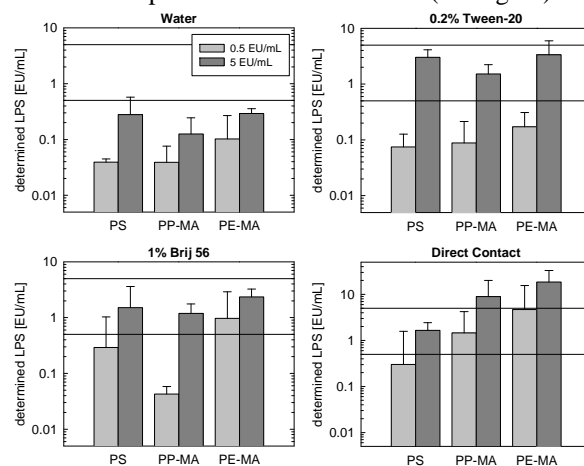 Water
determined LPS [EU/mL]
10
1
0.1
0.01
0.5 EU/mL
5 EU/mL
PS PP-MA PE-MA
0.2% Tween-20
determined LPS [EU/mL]
10
1
0.1
0.01
PS PP-MA PE-MA
1% Brij 56
determined LPS [EU/mL]
10
1
0.1
0.01
PS PP-MA PE-MA
Direct Contact
determined LPS [EU/mL]
10
1
0.1
0.01
PS PP-MA PE-MA